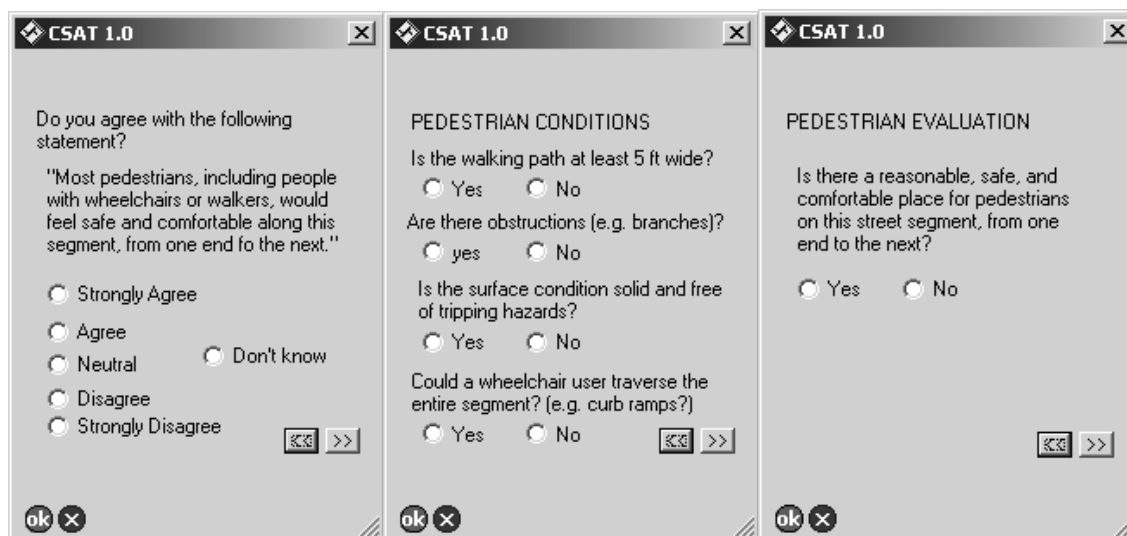 CSAT 1.0
Do you agree with the following
statement?
"Most pedestrians, including people
with wheelchairs or walkers, would
feel safe and comfortable along this
segment, from one end fo the next."
Strongly Agree
Agree
Neutral
Don't know
Disagree
Strongly Disagree
<< >>
ok
CSAT 1.0
PEDESTRIAN CONDITIONS
Is the walking path at least 5 ft wide?
Yes No
Are there obstructions (e.g. branches)?
yes No
Is the surface condition solid and free
of tripping hazards?
Yes No
Could a wheelchair user traverse the
entire segment? (e.g. curb ramps?)
Yes No
<< >>
ok
CSAT 1.0
PEDESTRIAN EVALUATION
Is there a reasonable, safe, and
comfortable place for pedestrians
on this street segment, from one
end to the next?
Yes No
<< >>
ok